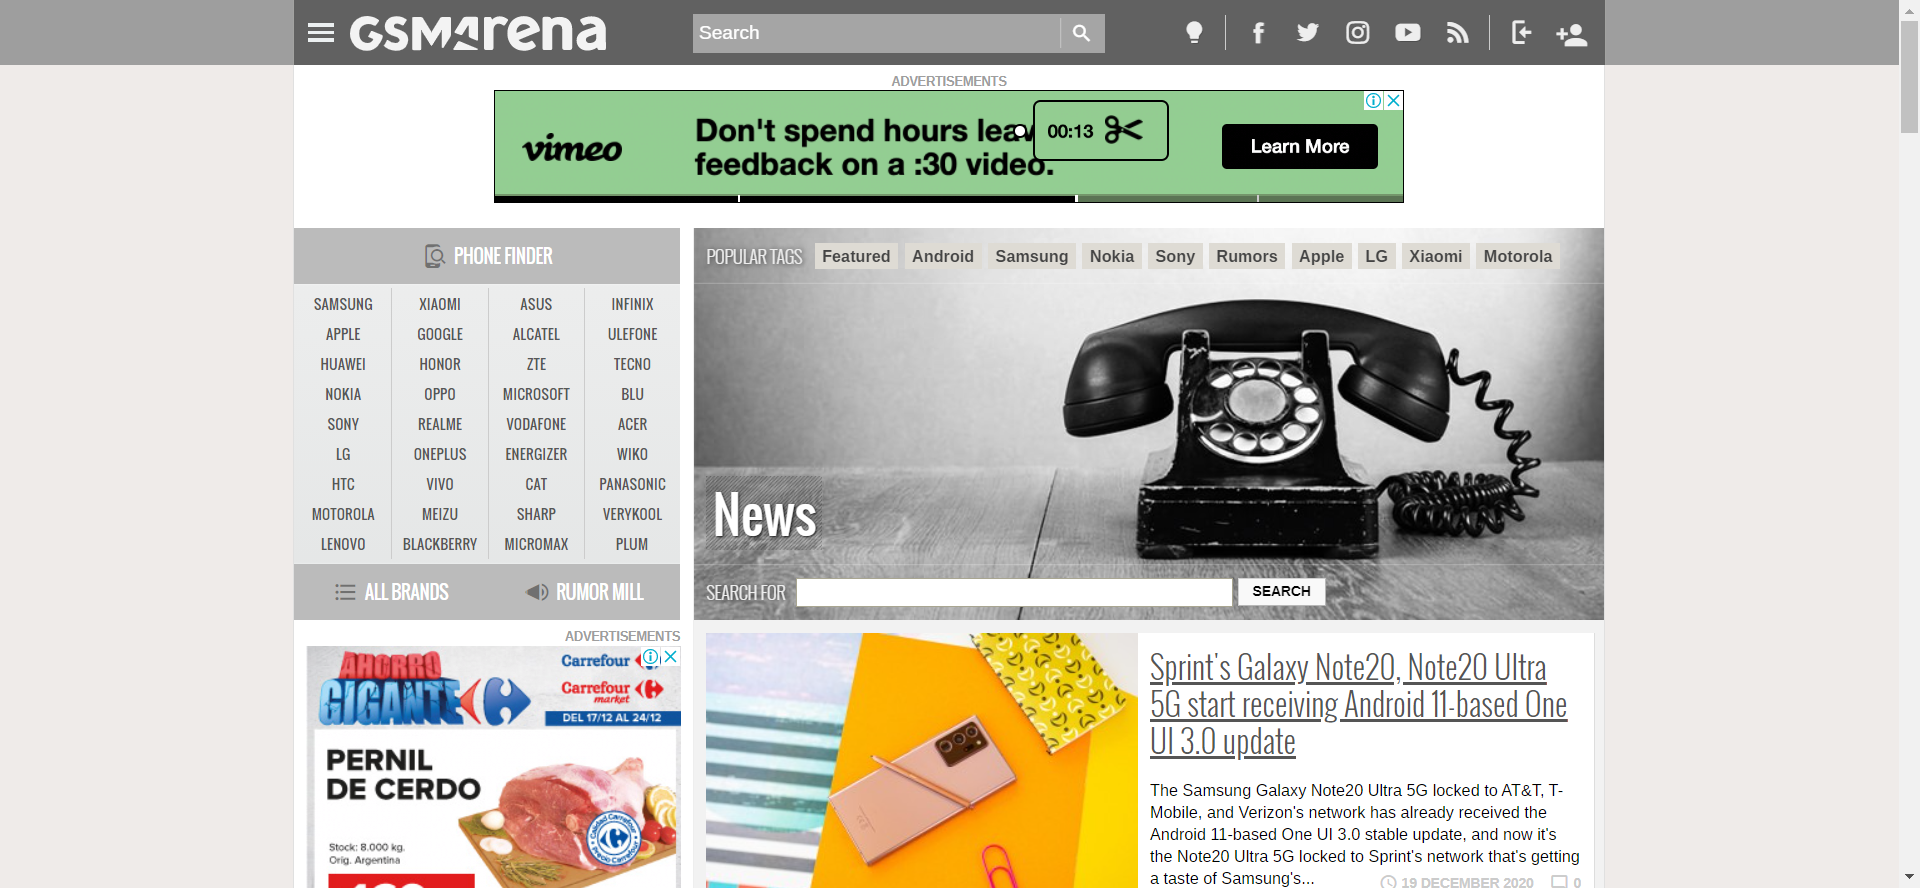 GSMArena
Search
ADVERTISEMENTS
vimeo
Don't spend hours leav
feedback on a :30 video.
00:13
Learn More
PHONE FINDER
SAMSUNG XIAOMI ASUS INFINIX
APPLE GOOGLE ALCATEL ULEFONE
HUAWEI HONOR ZTE TECNO
NOKIA OPPO MICROSOFT BLU
SONY REALME VODAFONE ACER
LG ONEPLUS ENERGIZER WIKO
HTC VIVO CAT PANASONIC
MOTOROLA MEIZU SHARP VERYKOOL
LENOVO BLACKBERRY MICROMAX PLUM
ALL BRANDS RUMOR MILL
POPULAR TAGS Featured Android Samsung Nokia Sony Rumors Apple LG Xiaomi Motorola
News
SEARCH FOR SEARCH
ADVERTISEMENTS
AHORRO
GIGANTE
Carrefour
Carrefour
market
DEL 17/12 AL 24/12
PERNIL
DE CERDO
Calidad Carrefour
Precio Carrefour
Stock: 8.000 kg.
Orig. Argentina
Sprint's Galaxy Note20, Note20 Ultra
5G start receiving Android 11-based One
UI 3.0 update
The Samsung Galaxy Note20 Ultra 5G locked to AT&T, T-
Mobile, and Verizon's network has already received the
Android 11-based One UI 3.0 stable update, and now it's
the Note20 Ultra 5G locked to Sprint's network that's getting
a taste of Samsung's...
19 DECEMBER 2020 0